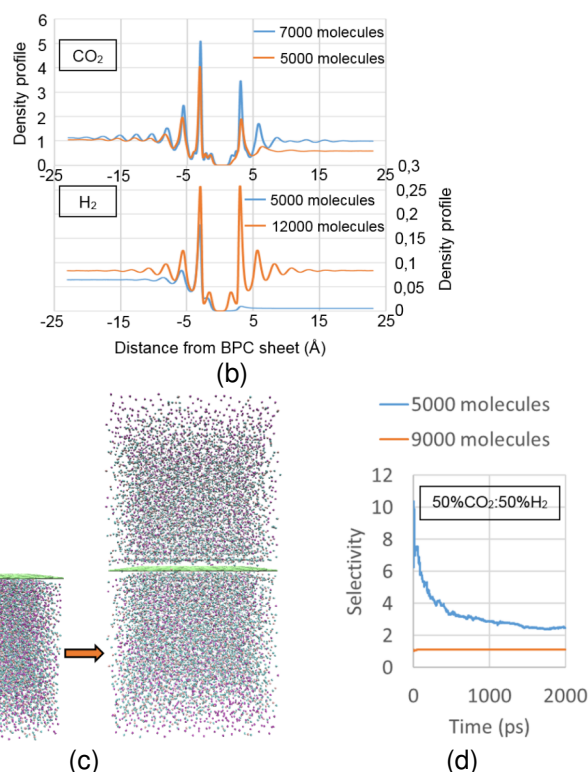 6
5
4
3
2
1
0
Density profile
CO2
7000 molecules
5000 molecules
-25 -15 -5 5 15 25
0,3
0,25
0,2
0,15
0,1
0,05
0
Density profile
H2
5000 molecules
12000 molecules
-25 -15 -5 5 15 25
Distance from BPC sheet (Å)
(b)
(c)
5000 molecules
9000 molecules
12
10
8
6
4
2
0
Selectivity
50%CO2:50%H2
0 1000 2000
Time (ps)
(d)